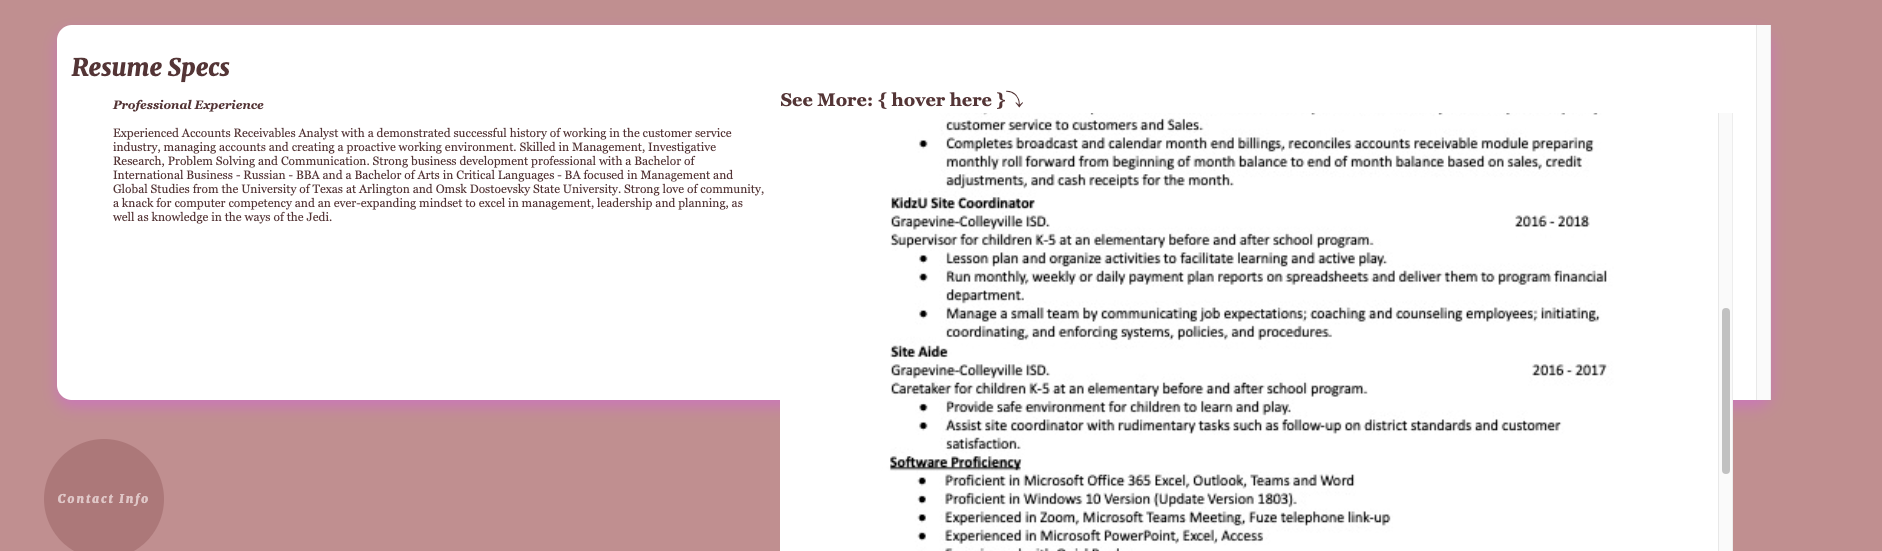 Resume Specs
Professional Experience
Experienced Accounts Receivables Analyst with a demonstrated successful history of working in the customer service
industry, managing accounts and creating a proactive working environment. Skilled in Management, Investigative
Research, Problem Solving and Communication. Strong business development professional with a Bachelor of
International Business - Russian - BBA and a Bachelor of Arts in Critical Languages - BA focused in Management and
Global Studies from the University of Texas at Arlington and Omsk Dostoevsky State University. Strong love of community,
a knack for computer competency and an ever-expanding mindset to excel in management, leadership and planning, as
well as knowledge in the ways of the Jedi.
See More: { hover here }⤵
customer service to customers and Sales.
● Completes broadcast and calendar month end billings, reconciles accounts receivable module preparing
monthly roll forward from beginning of month balance to end of month balance based on sales, credit
adjustments, and cash receipts for the month.
KidzU Site Coordinator
Grapevine-Colleyville ISD. 2016 - 2018
Supervisor for children K-5 at an elementary before and after school program.
● Lesson plan and organize activities to facilitate learning and active play.
● Run monthly, weekly or daily payment plan reports on spreadsheets and deliver them to program financial
department.
● Manage a small team by communicating job expectations; coaching and counseling employees; initiating,
coordinating, and enforcing systems, policies, and procedures.
Site Aide
Grapevine-Colleyville ISD. 2016 - 2017
Caretaker for children K-5 at an elementary before and after school program.
● Provide safe environment for children to learn and play.
● Assist site coordinator with rudimentary tasks such as follow-up on district standards and customer
satisfaction.
Software Proficiency
● Proficient in Microsoft Office 365 Excel, Outlook, Teams and Word
● Proficient in Windows 10 Version (Update Version 1803).
● Experienced in Zoom, Microsoft Teams Meeting, Fuze telephone link-up
● Experienced in Microsoft PowerPoint, Excel, Access
Contact Info